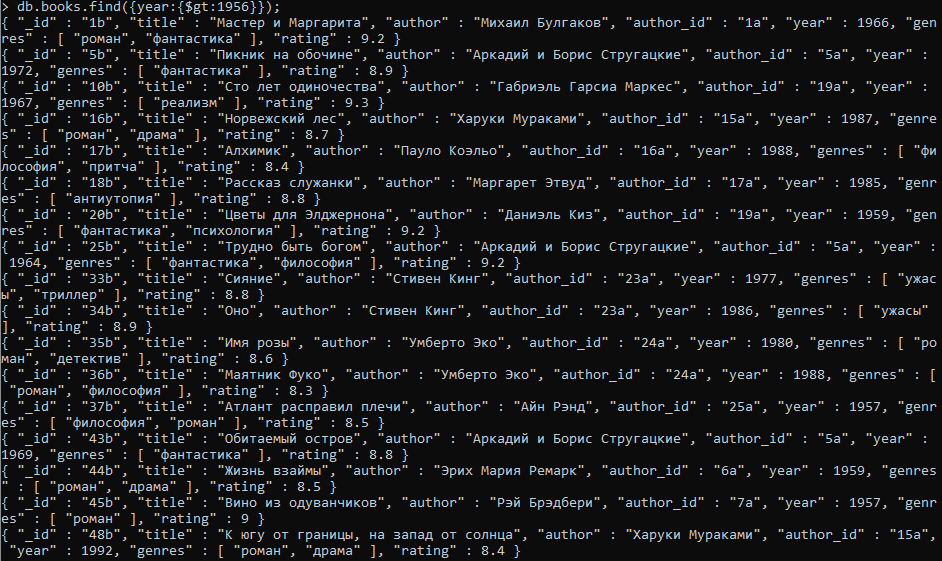 > db.books.find({year:{$gt:1956}});
{ "_id" : "1b", "title" : "Мастер и Маргарита", "author" : "Михаил Булгаков", "author_id" : "1a", "year" : 1966, "gen
res" : [ "роман", "фантастика" ], "rating" : 9.2 }
{ "_id" : "5b", "title" : "Пикник на обочине", "author" : "Аркадий и Борис Стругацкие", "author_id" : "5a", "year" :
1972, "genres" : [ "фантастика" ], "rating" : 8.9 }
{ "_id" : "10b", "title" : "Сто лет одиночества", "author" : "Габриэль Гарсиа Маркес", "author_id" : "19a", "year" :
1967, "genres" : [ "реализм" ], "rating" : 9.3 }
{ "_id" : "16b", "title" : "Норвежский лес", "author" : "Харуки Мураками", "author_id" : "15a", "year" : 1987, "genre
s" : [ "роман", "драма" ], "rating" : 8.7 }
{ "_id" : "17b", "title" : "Алхимик", "author" : "Пауло Коэльо", "author_id" : "16a", "year" : 1988, "genres" : [ "фи
лософия", "притча" ], "rating" : 8.4 }
{ "_id" : "18b", "title" : "Рассказ служанки", "author" : "Маргарет Этвуд", "author_id" : "17a", "year" : 1985, "genr
es" : [ "антиутопия" ], "rating" : 8.8 }
{ "_id" : "20b", "title" : "Цветы для Элджернона", "author" : "Даниэль Киз", "author_id" : "19a", "year" : 1959, "gen
res" : [ "фантастика", "психология" ], "rating" : 9.2 }
{ "_id" : "25b", "title" : "Трудно быть богом", "author" : "Аркадий и Борис Стругацкие", "author_id" : "5a", "year" :
1964, "genres" : [ "фантастика", "философия" ], "rating" : 9.2 }
{ "_id" : "33b", "title" : "Сияние", "author" : "Стивен Кинг", "author_id" : "23a", "year" : 1977, "genres" : [ "ужас
ы", "триллер" ], "rating" : 8.8 }
{ "_id" : "34b", "title" : "Оно", "author" : "Стивен Кинг", "author_id" : "23a", "year" : 1986, "genres" : [ "ужасы"
], "rating" : 8.9 }
{ "_id" : "35b", "title" : "Имя розы", "author" : "Умберто Эко", "author_id" : "24a", "year" : 1980, "genres" : [ "ро
ман", "детектив" ], "rating" : 8.6 }
{ "_id" : "36b", "title" : "Маятник Фуко", "author" : "Умберто Эко", "author_id" : "24a", "year" : 1988, "genres" : [
"роман", "философия" ], "rating" : 8.3 }
{ "_id" : "37b", "title" : "Атлант расправил плечи", "author" : "Айн Рэнд", "author_id" : "25a", "year" : 1957, "genr
es" : [ "философия", "роман" ], "rating" : 8.5 }
{ "_id" : "43b", "title" : "Обитаемый остров", "author" : "Аркадий и Борис Стругацкие", "author_id" : "5a", "year" :
1969, "genres" : [ "фантастика" ], "rating" : 8.8 }
{ "_id" : "44b", "title" : "Жизнь взаймы", "author" : "Эрих Мария Ремарк", "author_id" : "6a", "year" : 1959, "genres
" : [ "роман", "драма" ], "rating" : 8.5 }
{ "_id" : "45b", "title" : "Вино из одуванчиков", "author" : "Рэй Брэдбери", "author_id" : "7a", "year" : 1957, "genr
es" : [ "роман" ], "rating" : 9 }
{ "_id" : "48b", "title" : "К югу от границы, на запад от солнца", "author" : "Харуки Мураками", "author_id" : "15a",
"year" : 1992, "genres" : [ "роман", "драма" ], "rating" : 8.4 }